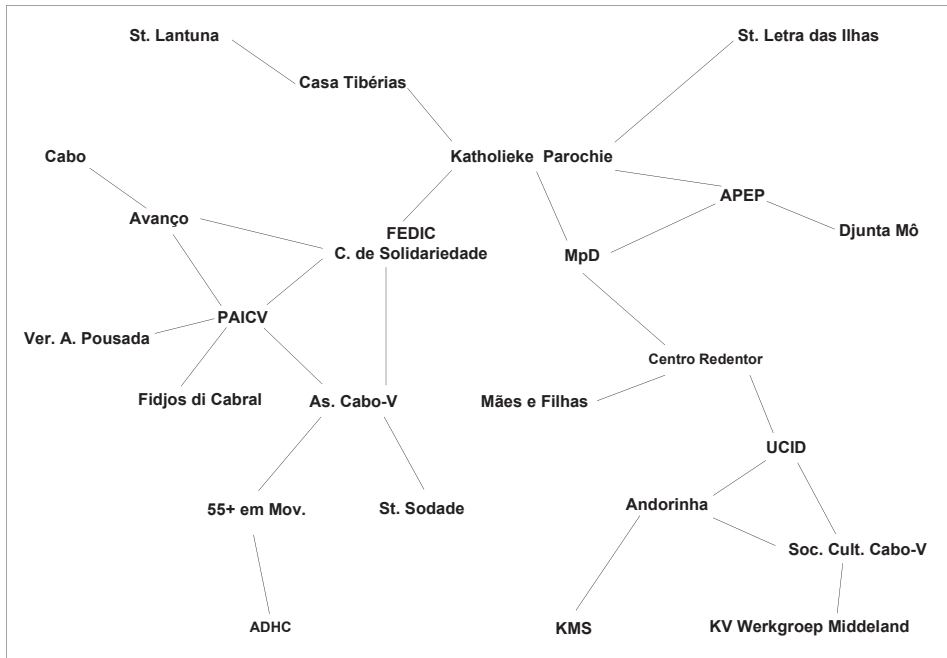 St. Lantuna
St. Letra das Ilhas
Casa Tibérias
Cabo
Katholieke Parochie
APEP
Avanço
Djunta Mô
FEDIC
C. de Solidariedade
MpD
PAICV
Ver. A. Pousada
Centro Redentor
Fidjos di Cabral
As. Cabo-V
Mães e Filhas
UCID
55+ em Mov.
St. Sodade
Andorinha
Soc. Cult. Cabo-V
ADHC
KMS
KV Werkgroep Middeland